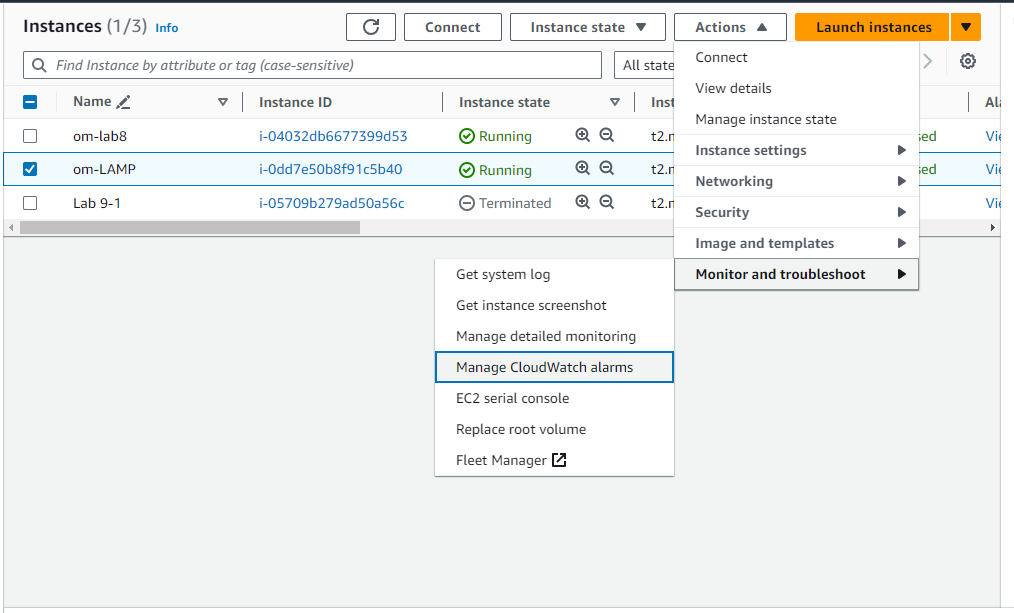 Instances (1/3) Info
Connect
Instance state
Actions
Launch instances
Find Instance by attribute or tag (case-sensitive)
All state
Name
Instance ID
Instance state
Inst
Ala
om-lab8
i-04032db6677399d53
Running
t2.
sed
Vie
om-LAMP
i-0dd7e50b8f91c5b40
Running
t2.
sed
Vie
Lab 9-1
i-05709b279ad50a56c
Terminated
t2.
Vie
Connect
View details
Manage instance state
Instance settings
Networking
Security
Image and templates
Monitor and troubleshoot
Get system log
Get instance screenshot
Manage detailed monitoring
Manage CloudWatch alarms
EC2 serial console
Replace root volume
Fleet Manager